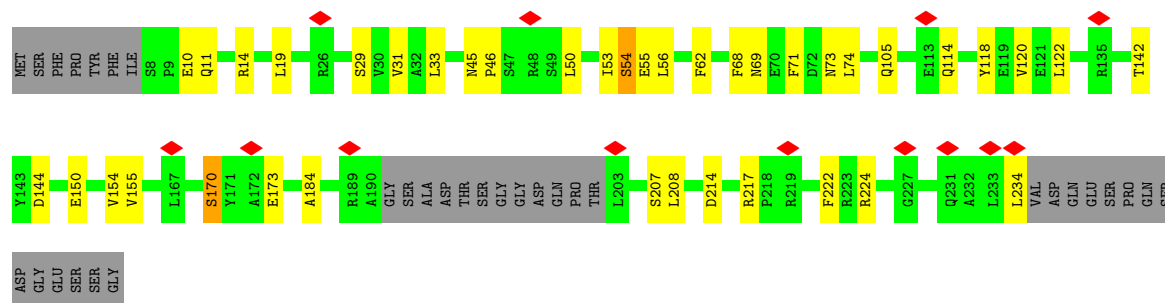 MET SER PHE PRO TYR PHE ILE S8 P9 E10 Q11 R14 L19 R26 S29 V30 V31 A32 L33 N45 P46 S47 R48 S49 L50 I53 S54 E55 L56 F62 F68 N69 E70 F71 D72 N73 L74 Q105 E113 Q114 Y118 E119 V120 E121 L122 R135 T142
Y143 D144 E150 V154 V155 L167 S170 Y171 A172 E173 A184 R189 A190 GLY SER ALA ASP THR SER GLY GLY ASP GLN PRO THR L203 S207 L208 D214 R217 P218 R219 F222 R223 R224 G227 Q231 A232 L233 L234 VAL ASP GLN GLU SER PRO GLN SER
ASP GLY GLU SER SER GLY